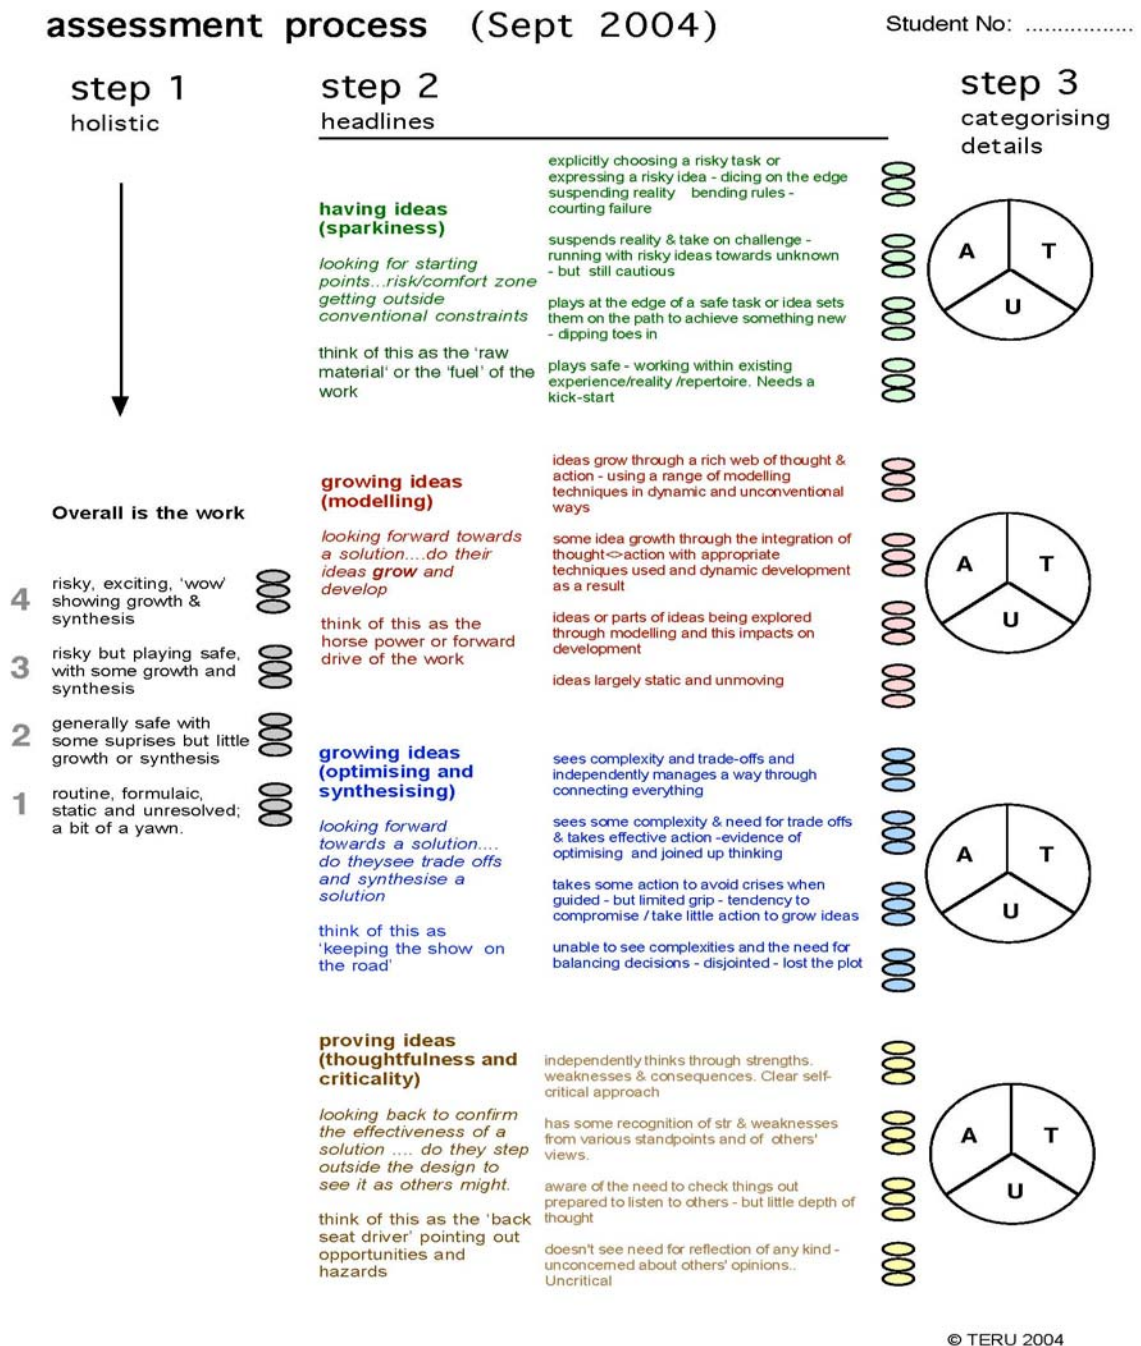 assessment process (Sept 2004)
Student No: .................
step 1
holistic
step 2
headlines
step 3
categorising
details
having ideas
(sparkiness)
looking for starting
points...risk/comfort zone
getting outside
conventional constraints
think of this as the 'raw
material' or the 'fuel' of the
work
explicitly choosing a risky task or
expressing a risky idea - dicing on the edge
suspending reality bending rules -
courting failure
suspends reality & take on challenge -
running with risky ideas towards unknown
- but still cautious
plays at the edge of a safe task or idea sets
them on the path to achieve something new
- dipping toes in
plays safe - working within existing
experience/reality /repertoire. Needs a
kick-start
A T
U
Overall is the work
4
risky, exciting, 'wow'
showing growth &
synthesis
3
risky but playing safe,
with some growth and
synthesis
2
generally safe with
some suprises but little
growth or synthesis
1
routine, formulaic,
static and unresolved;
a bit of a yawn.
growing ideas
(modelling)
looking forward towards
a solution....do their
ideas grow and
develop
think of this as the
horse power or forward
drive of the work
ideas grow through a rich web of thought &
action - using a range of modelling
techniques in dynamic and unconventional
ways
some idea growth through the integration of
thought<>action with appropriate
techniques used and dynamic development
as a result
ideas or parts of ideas being explored
through modelling and this impacts on
development
ideas largely static and unmoving
A T
U
growing ideas
(optimising and
synthesising)
looking forward
towards a solution....
do theysee trade offs
and synthesise a
solution
think of this as
'keeping the show on
the road'
sees complexity and trade-offs and
independently manages a way through
connecting everything
sees some complexity & need for trade offs
& takes effective action -evidence of
optimising and joined up thinking
takes some action to avoid crises when
guided - but limited grip - tendency to
compromise / take little action to grow ideas
unable to see complexities and the need for
balancing decisions - disjointed - lost the plot
A T
U
proving ideas
(thoughtfulness and
criticality)
looking back to confirm
the effectiveness of a
solution .... do they step
outside the design to
see it as others might.
think of this as the 'back
seat driver' pointing out
opportunities and
hazards
independently thinks through strengths.
weaknesses & consequences. Clear self-
critical approach
has some recognition of str & weaknesses
from various standpoints and of others'
views.
aware of the need to check things out
prepared to listen to others - but little depth of
thought
doesn't see need for reflection of any kind -
unconcerned about others' opinions..
Uncritical
A T
U
© TERU 2004